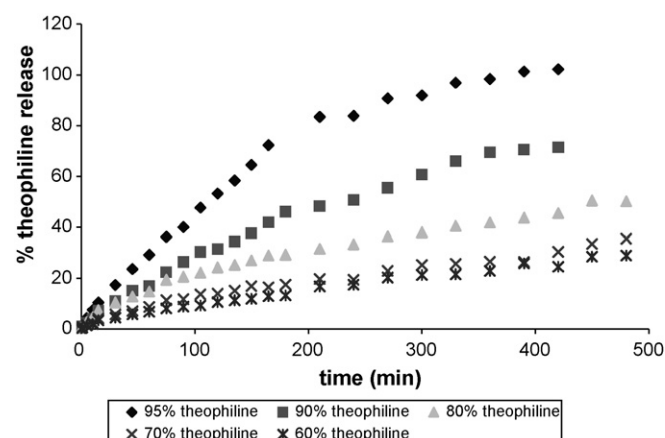 120
100
80
60
40
20
0
% theophiline release
0 100 200 300 400 500
time (min)
95% theophiline 90% theophiline 80% theophiline
70% theophiline 60% theophiline